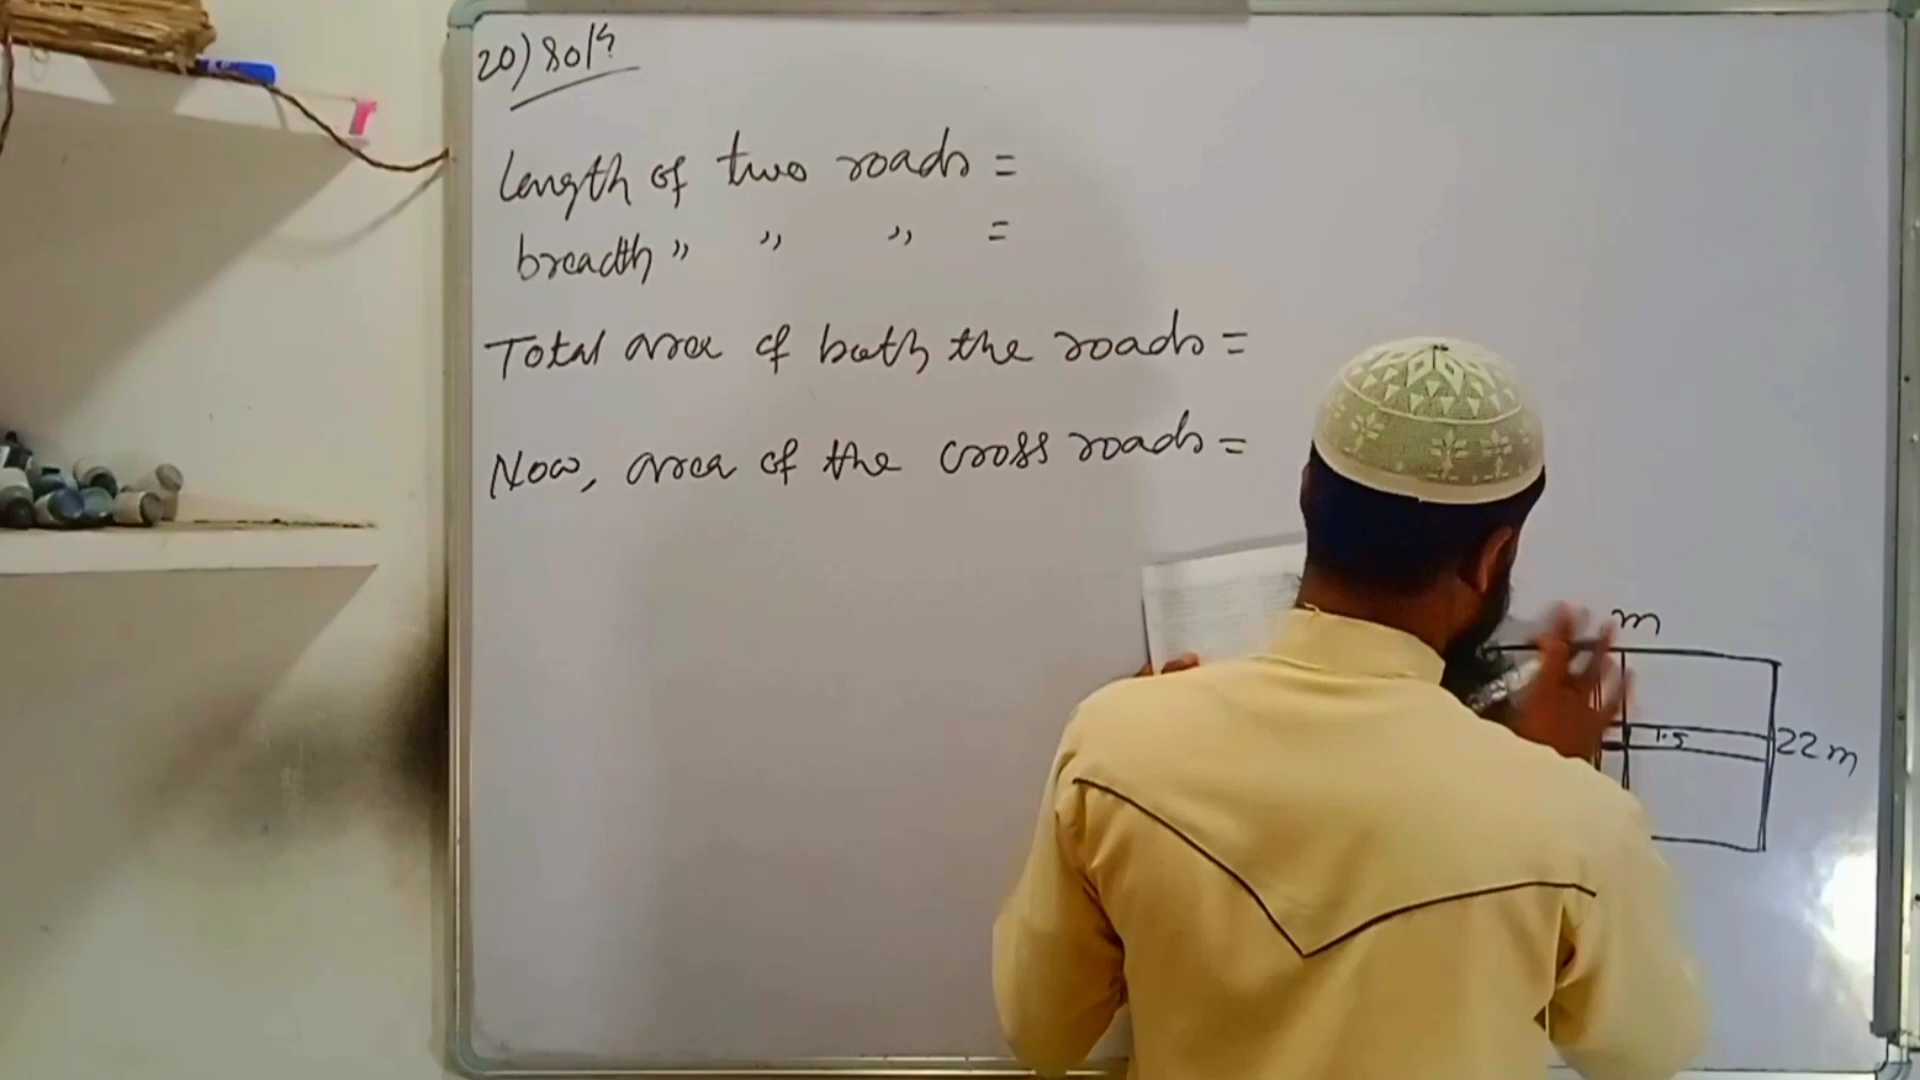 20) Sol:
Length of two roads =
breadth " " " =
Total area of both the roads =
Now, area of the cross roads =
m
1.5
22 m